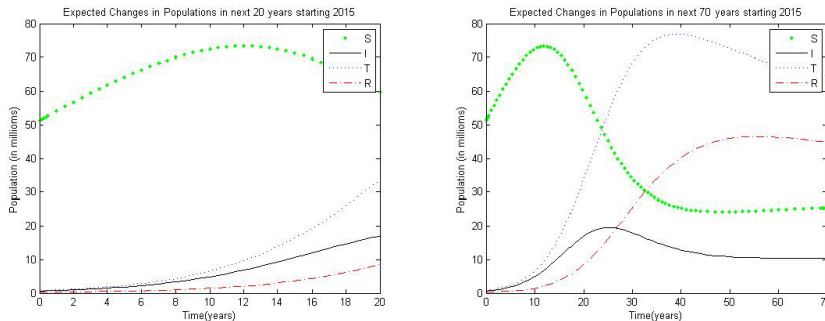 Expected Changes in Populations in next 20 years starting 2015
80
70
60
50
40
30
20
10
0
Population (in millioms)
0 2 4 6 8 10 12 14 16 18 20
Time(years)
S
I
T
R
Expected Changes in Populations in next 70 years starting 2015
80
70
60
50
40
30
20
10
0
Population (in millioms)
0 10 20 30 40 50 60 70
Time(years)
S
I
T
R